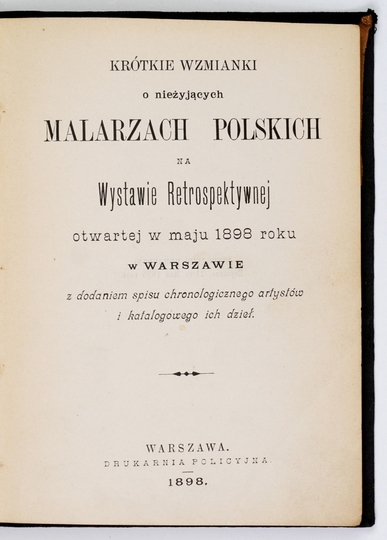 KRÓTKIE WZMIANKI
o nieżyjących
MALARZACH POLSKICH
NA
Wystawie Retrospektywnej
otwartej w maju 1898 roku
w WARSZAWIE
z dodaniem spisu chronologicznego artystów
i katalogowego ich dzieł.
WARSZAWA.
DRUKARNIA POLICYJNA
1898.